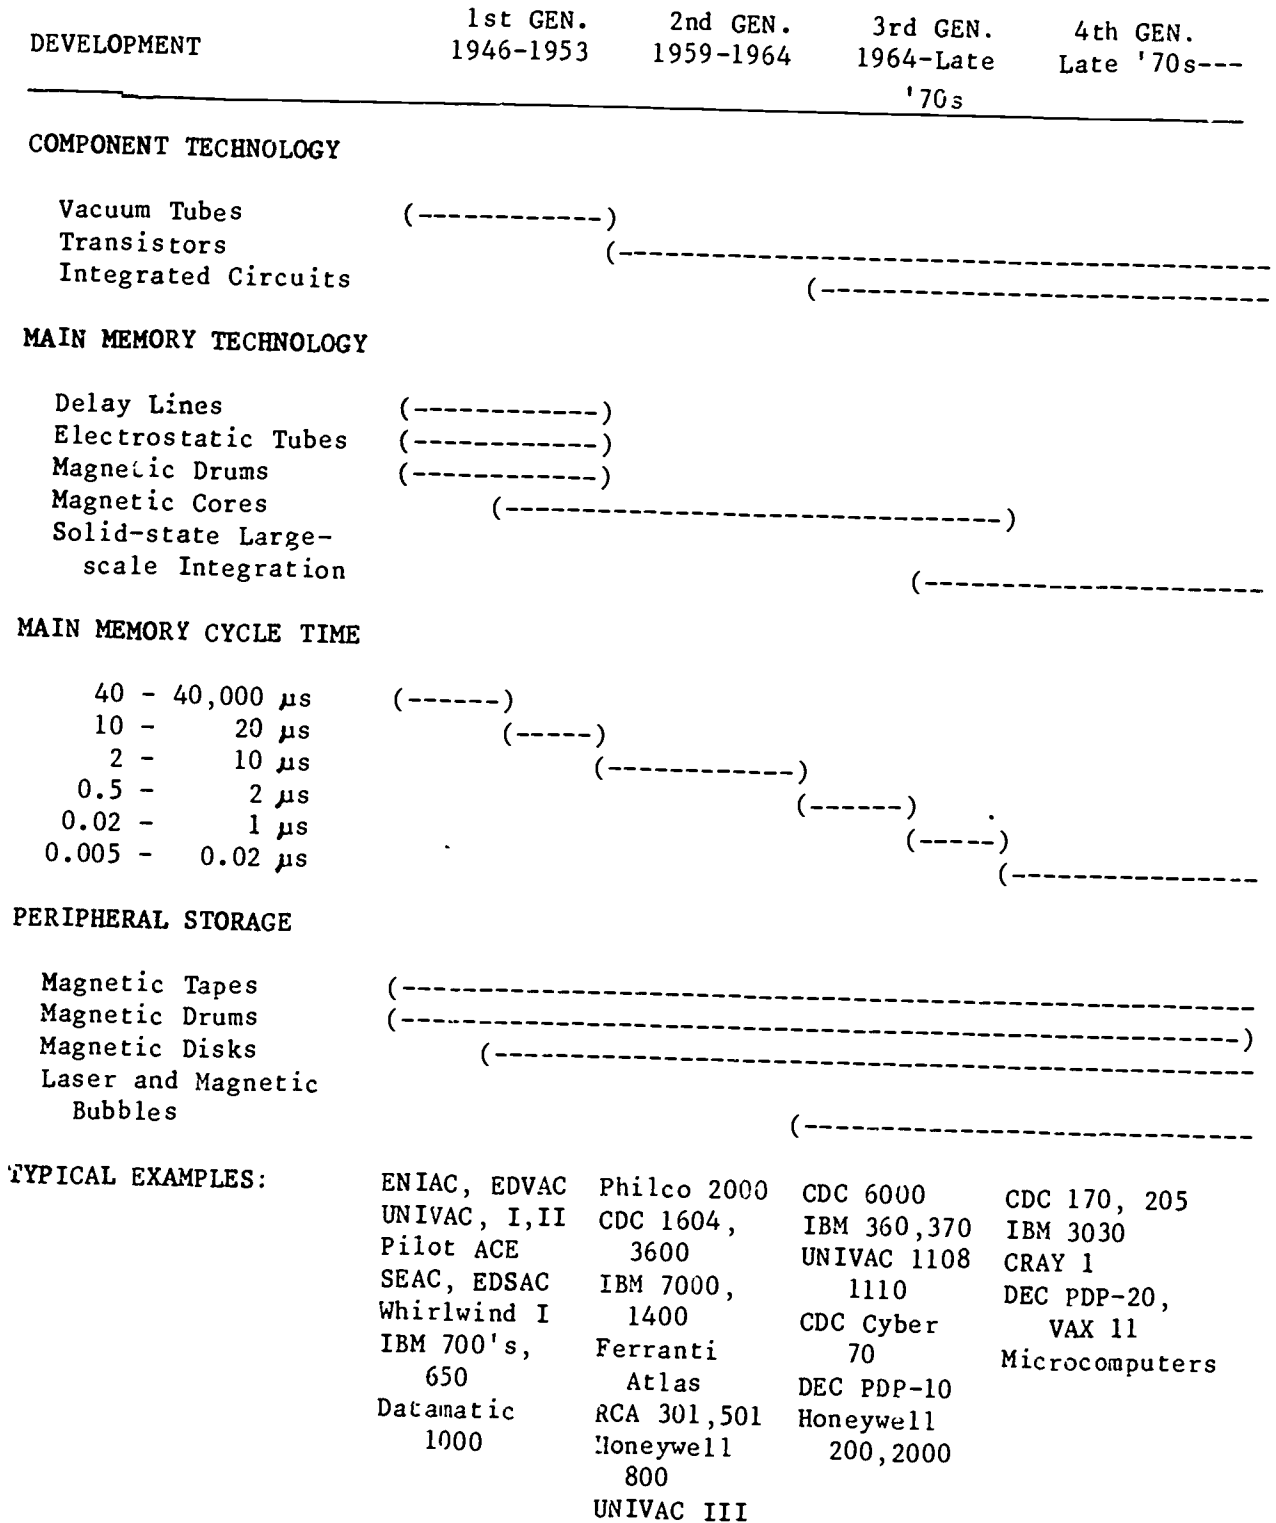 DEVELOPMENT 1st GEN. 1946-1953 2nd GEN. 1959-1964 3rd GEN. 1964-Late '70s 4th GEN. Late '70s---
COMPONENT TECHNOLOGY
Vacuum Tubes (------------)
Transistors (-------------------------------------------
Integrated Circuits (------------------------------
MAIN MEMORY TECHNOLOGY
Delay Lines (------------)
Electrostatic Tubes (------------)
Magnetic Drums (------------)
Magnetic Cores (--------------------------------)
Solid-state Large-
scale Integration (-----------------------
MAIN MEMORY CYCLE TIME
40 - 40,000 µs (------)
10 - 20 µs (-----)
2 - 10 µs (------------)
0.5 - 2 µs (------)
0.02 - 1 µs (-----)
0.005 - 0.02 µs (----------------
PERIPHERAL STORAGE
Magnetic Tapes (--------------------------------------------------------
Magnetic Drums (-------------------------------------------------------)
Magnetic Disks (--------------------------------------------------
Laser and Magnetic
Bubbles (------------------------------
TYPICAL EXAMPLES:
ENIAC, EDVAC
UNIVAC, I,II
Pilot ACE
SEAC, EDSAC
Whirlwind I
IBM 700's,
650
Datamatic
1000
Philco 2000
CDC 1604,
3600
IBM 7000,
1400
Ferranti
Atlas
RCA 301,501
Honeywell
800
UNIVAC III
CDC 6000
IBM 360,370
UNIVAC 1108
1110
CDC Cyber
70
DEC PDP-10
Honeywell
200,2000
CDC 170, 205
IBM 3030
CRAY 1
DEC PDP-20,
VAX 11
Microcomputers